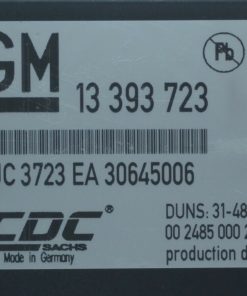 GM
Pb
13 393 723
JC 3723 EA 30645006
CDC
SACHS
DUNS: 31-48
Made in Germany
00 2485 000 2
production d